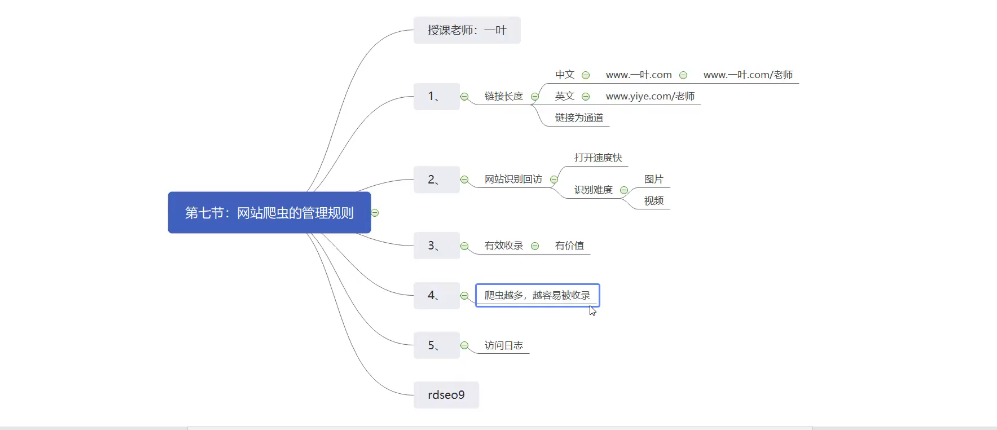 授课老师：一叶
1、
链接长度
中文
www.一叶.com
www.一叶.com/老师
英文
www.yiye.com/老师
链接为通道
2、
网站识别回访
打开速度快
识别难度
图片
视频
第七节：网站爬虫的管理规则
3、
有效收录
有价值
4、
爬虫越多，越容易被收录
5、
访问日志
rdseo9